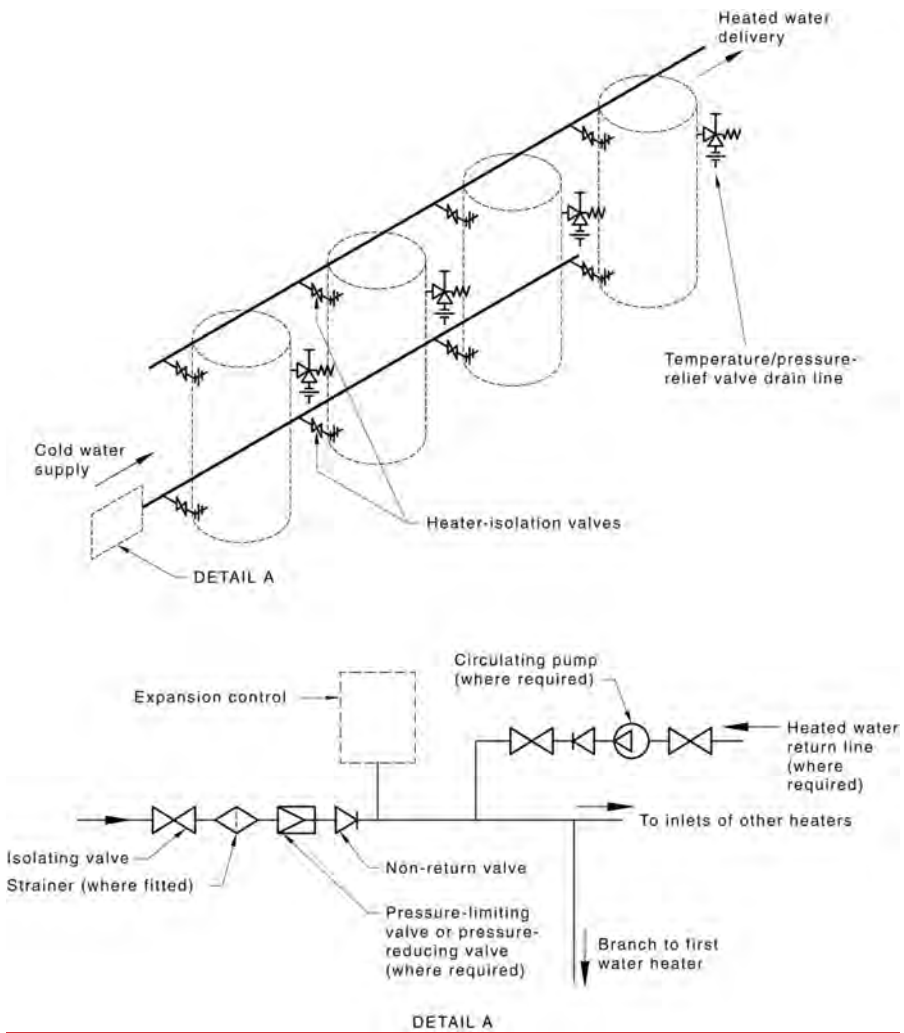 Heated water
delivery
Temperature/pressure-
relief valve drain line
Cold water
supply
Heater-isolation valves
DETAIL A
Circulating pump
(where required)
Expansion control
Heated water
return line
(where
required)
To inlets of other heaters
Isolating valve
Strainer (where fitted)
Non-return valve
Pressure-limiting
valve or pressure-
reducing valve
(where required)
Branch to first
water heater
DETAIL A